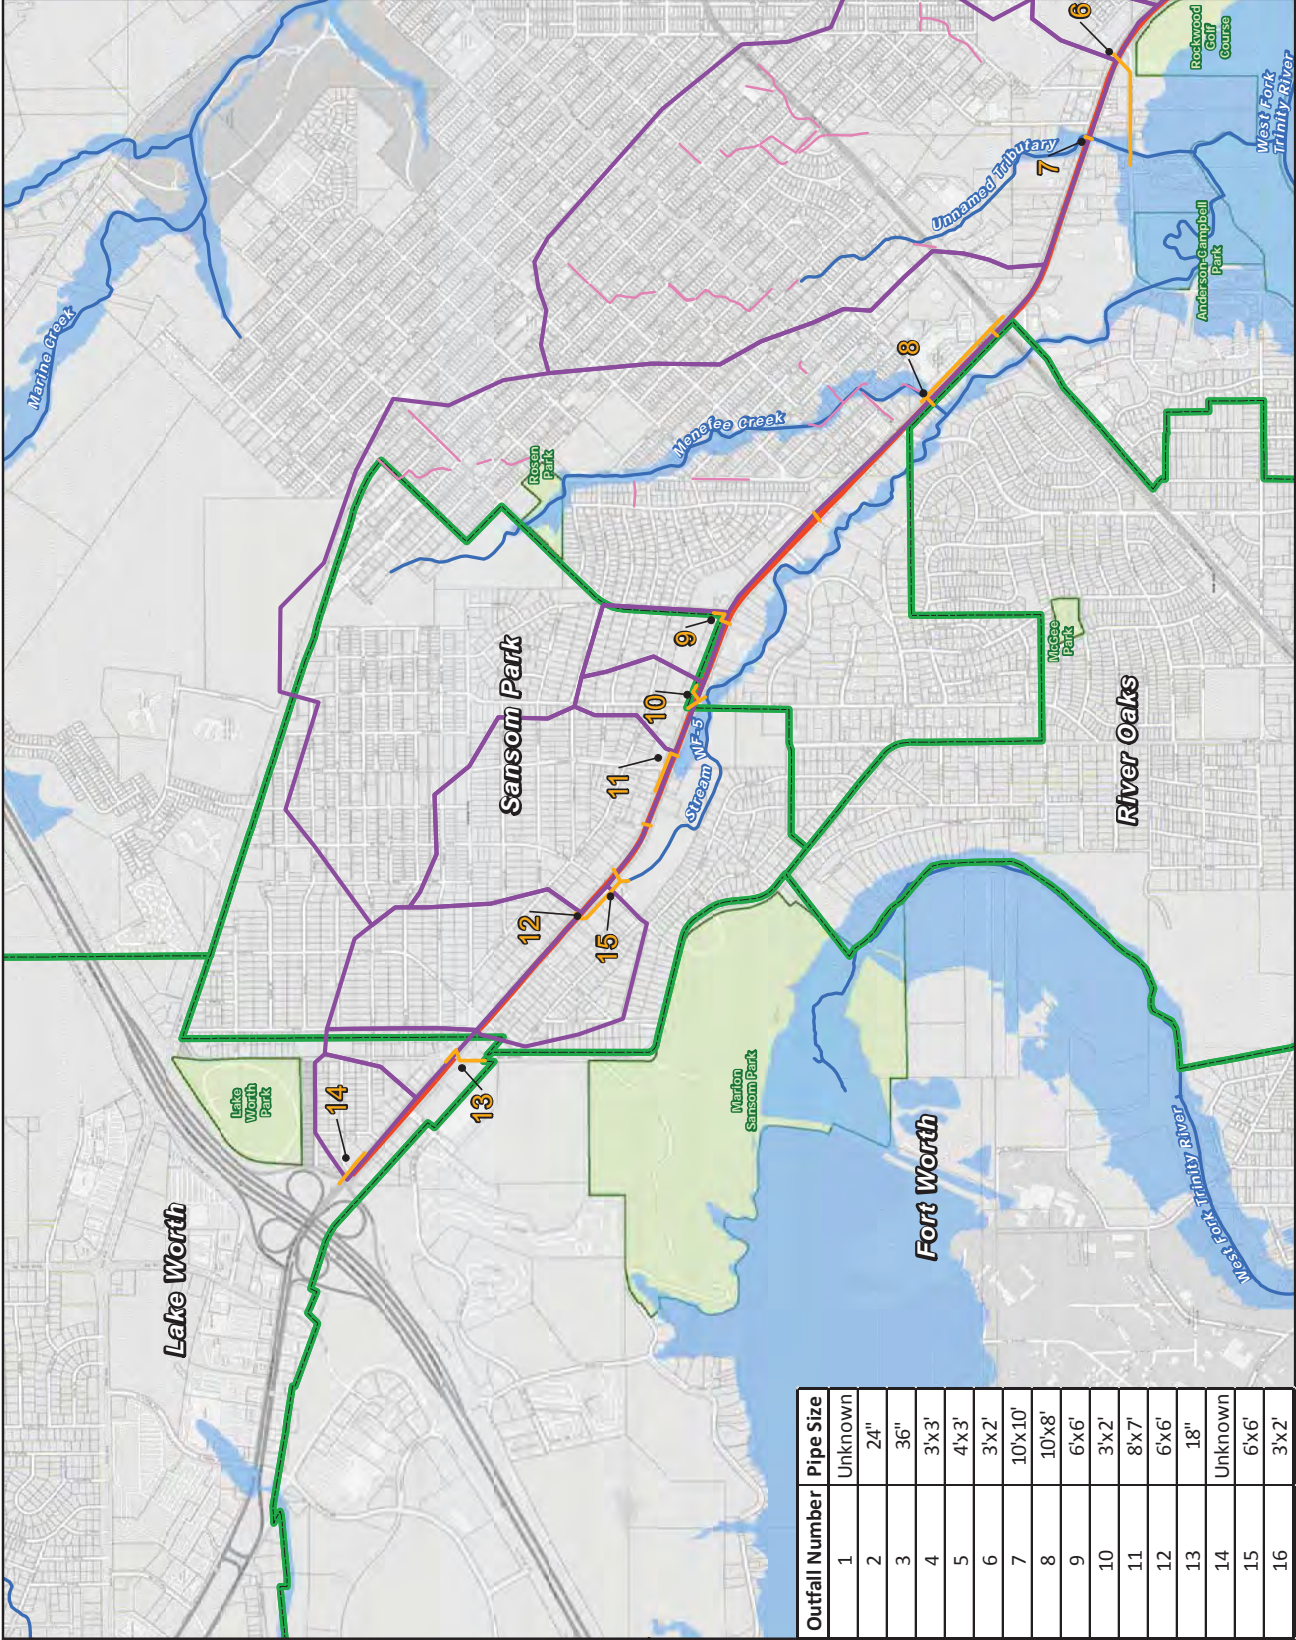 Marine Creek
Lake Worth
Lake
Worth
Park
14
13
Sansom Park
12
15
11
10
9
Rosen
Park
Menefee Creek
8
Unnamed Tributary
7
6
Rockwood
Golf
Course
West Fork
Trinity River
Anderson-Campbell
Park
Stream WF-5
McGee
Park
River Oaks
Marion
Sansom Park
Fort Worth
West Fork Trinity River
Outfall Number Pipe Size
1 Unknown
2 24"
3 36"
4 3'x3'
5 4'x3'
6 3'x2'
7 10'x10'
8 10'x8'
9 6'x6'
10 3'x2'
11 8'x7'
12 6'x6'
13 18"
14 Unknown
15 6'x6'
16 3'x2'